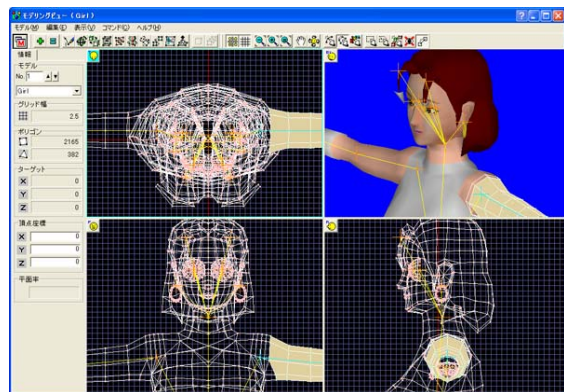 モデリングビュー (Girl)
モデル(M) 編集(E) 表示(V) コマンド(C) ヘルプ(H)
情報
モデル
No. 1
Girl
グリッド幅
2.5
ポリゴン
2165
382
ターゲット
X 0
Y 0
Z 0
頂点座標
X 0
Y 0
Z 0
平面率